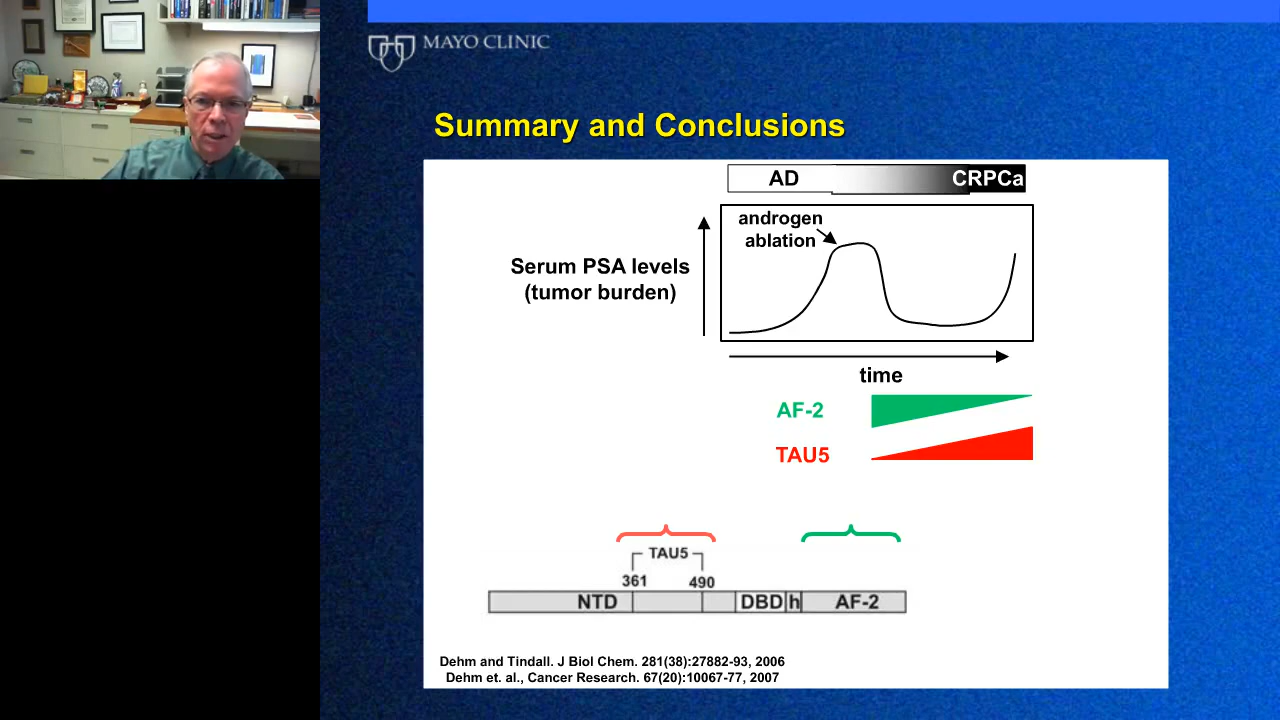 MAYO CLINIC
Summary and Conclusions
AD
CRPCa
androgen
ablation
Serum PSA levels
(tumor burden)
time
AF-2
TAU5
TAU5
361
490
NTD
DBD
h
AF-2
Dehm and Tindall. J Biol Chem. 281(38):27882-93, 2006
Dehm et. al., Cancer Research. 67(20):10067-77, 2007